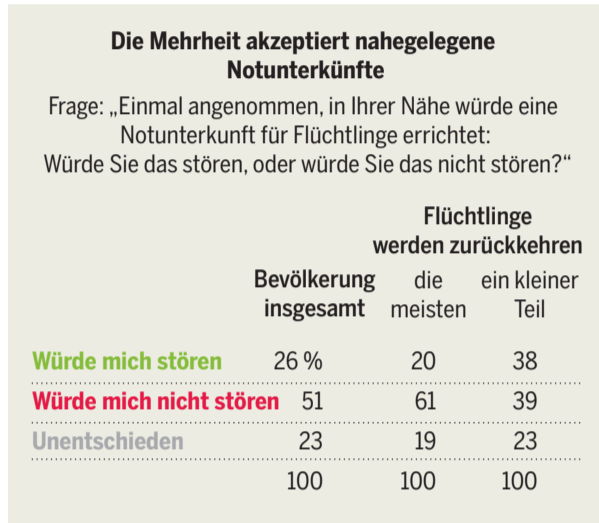 Die Mehrheit akzeptiert nahegelegene
Notunterkünfte
Frage: „Einmal angenommen, in Ihrer Nähe würde eine
Notunterkunft für Flüchtlinge errichtet:
Würde Sie das stören, oder würde Sie das nicht stören?“
Flüchtlinge
werden zurückkehren
Bevölkerung die ein kleiner
insgesamt meisten Teil
Würde mich stören 26 % 20 38
Würde mich nicht stören 51 61 39
Unentschieden 23 19 23
100 100 100